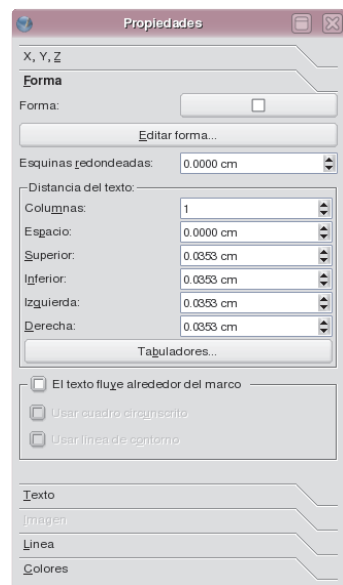 Propiedades
X, Y, Z
Forma
Forma:
Editar forma...
Esquinas redondeadas: 0.0000 cm
Distancia del texto:
Columnas: 1
Espacio: 0.0000 cm
Superior: 0.0353 cm
Inferior: 0.0353 cm
Izquierda: 0.0353 cm
Derecha: 0.0353 cm
Tabuladores...
El texto fluye alrededor del marco
Usar cuadro circunscrito
Usar linea de contorno
Texto
Imagen
Linea
Colores